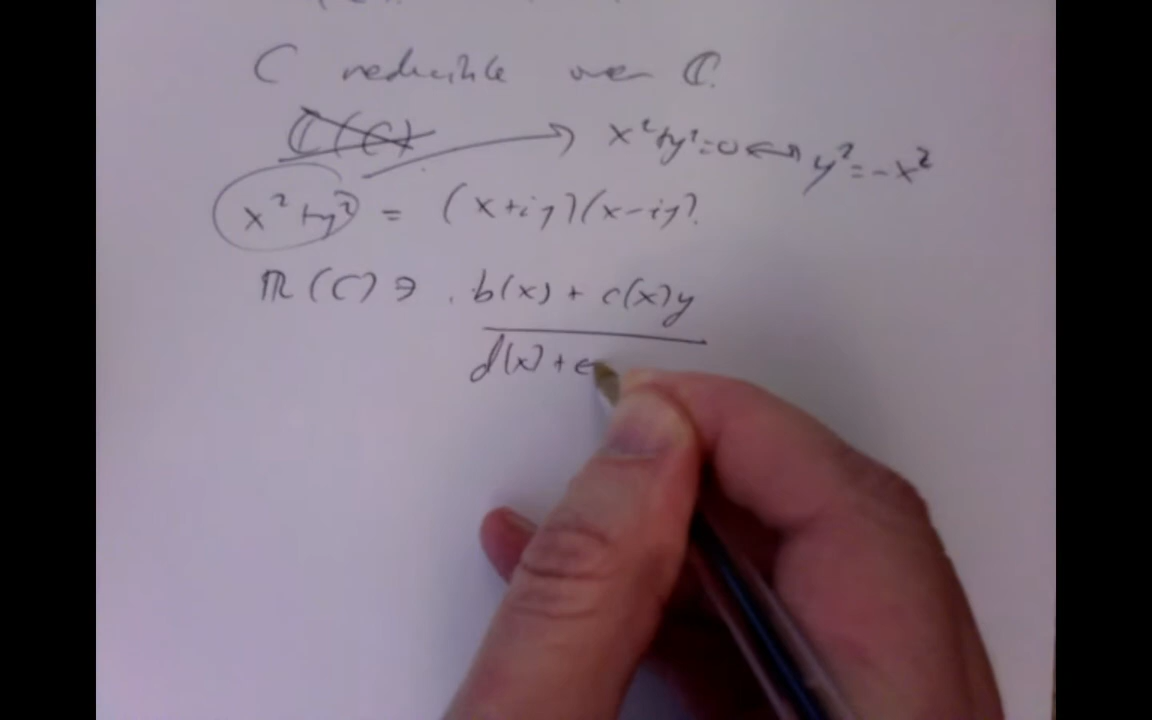 C reducible over ℂ.
ℂ(C)
x²+y²=0 ⟷ y²=-x²
x²+y² = (x+iy)(x-iy).
ℝ(C) ∋ b(x) + c(x)y
d(x) + e